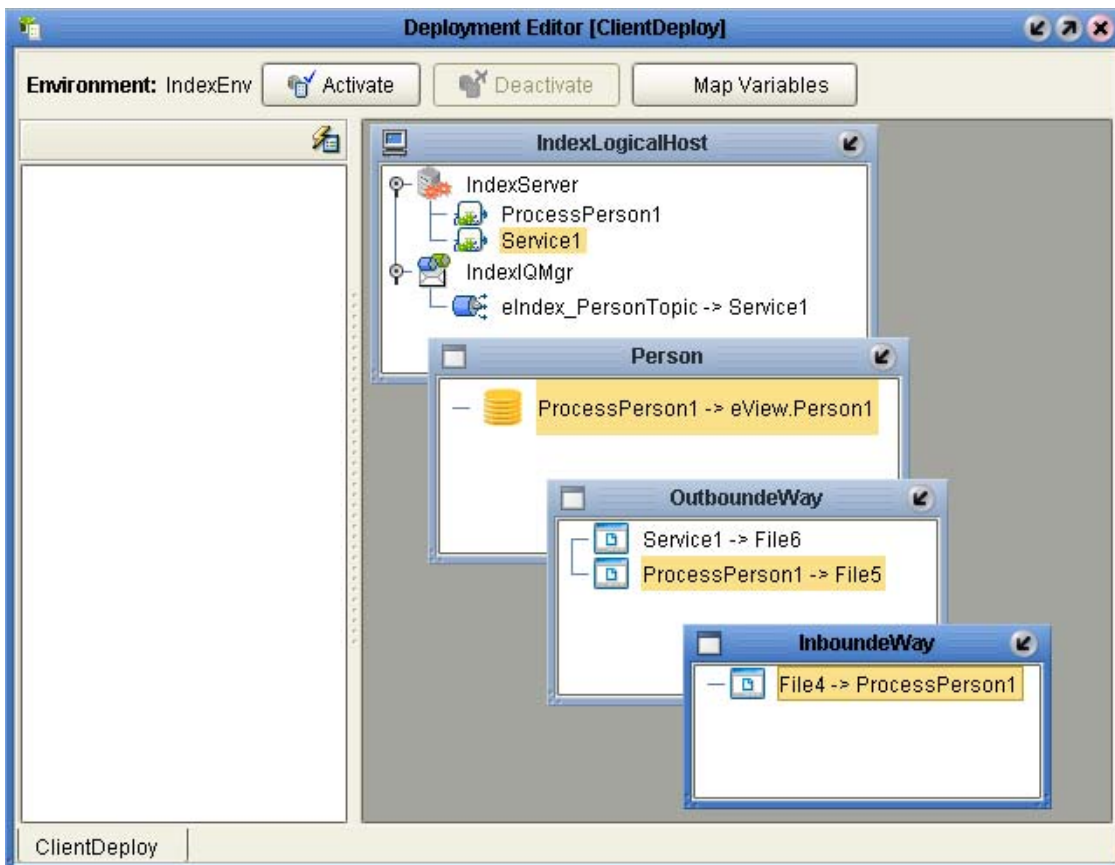 Deployment Editor [ClientDeploy]
Environment: IndexEnv Activate Deactivate Map Variables
IndexLogicalHost
IndexServer
ProcessPerson1
Service1
IndexIQMgr
eIndex_PersonTopic -> Service1
Person
ProcessPerson1 -> eView.Person1
OutboundeWay
Service1 -> File6
ProcessPerson1 -> File5
InboundeWay
File4 -> ProcessPerson1
ClientDeploy